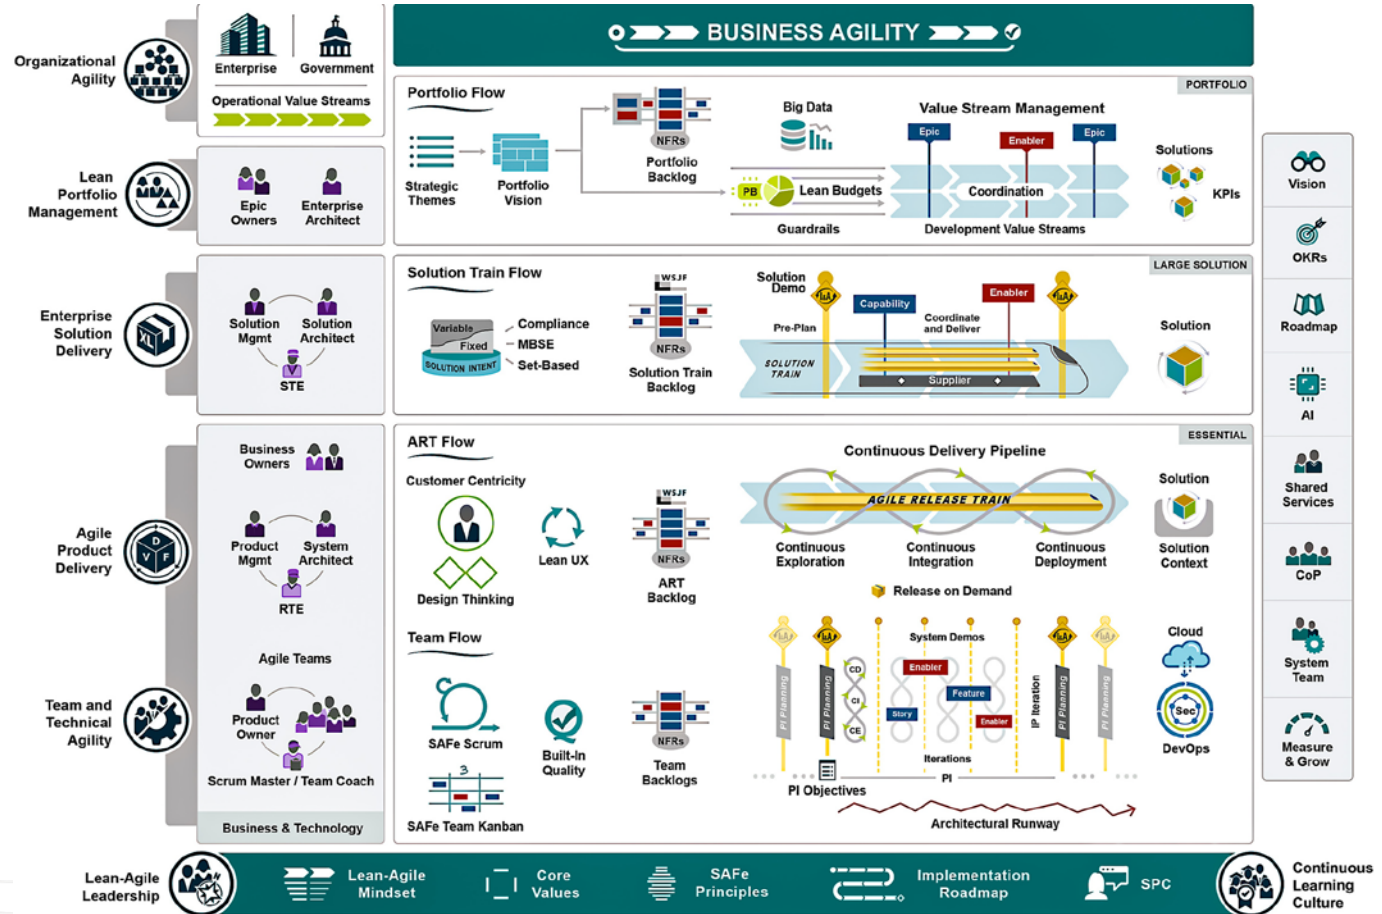 BUSINESS AGILITY
Organizational
Agility
Enterprise
Government
Operational Value Streams
Lean
Portfolio
Management
Epic
Owners
Enterprise
Architect
PORTFOLIO
Portfolio Flow
Strategic
Themes
Portfolio
Vision
NFRs
Portfolio
Backlog
Big Data
PB
Lean Budgets
Guardrails
Value Stream Management
Epic
Enabler
Epic
Coordination
Development Value Streams
Solutions
KPIs
Enterprise
Solution
Delivery
XL
Solution
Mgmt
Solution
Architect
STE
LARGE SOLUTION
Solution Train Flow
Variable
Fixed
SOLUTION INTENT
Compliance
MBSE
Set-Based
WSJF
NFRs
Solution Train
Backlog
Solution
Demo
I&A
Pre-Plan
SOLUTION
TRAIN
Capability
Enabler
Coordinate
and Deliver
Supplier
I&A
Solution
Agile
Product
Delivery
D
V
F
Business
Owners
Product
Mgmt
System
Architect
RTE
ESSENTIAL
ART Flow
Customer Centricity
Lean UX
Design Thinking
WSJF
NFRs
ART
Backlog
Continuous Delivery Pipeline
AGILE RELEASE TRAIN
Continuous
Exploration
Continuous
Integration
Continuous
Deployment
Release on Demand
Solution
Solution
Context
Team and
Technical
Agility
Agile Teams
Product
Owner
Scrum Master / Team Coach
Business & Technology
Team Flow
SAFe Scrum
3
SAFe Team Kanban
Built-In
Quality
NFRs
Team
Backlogs
I&A
PI Planning
I&A
PI Planning
CD
CI
CE
System Demos
Enabler
Feature
Story
Enabler
Iterations
IP Iteration
I&A
PI Planning
I&A
PI Planning
PI Objectives
PI
Architectural Runway
Cloud
Sec
DevOps
Vision
OKRs
Roadmap
AI
Shared
Services
CoP
System
Team
Measure
& Grow
Lean-Agile
Leadership
Lean-Agile
Mindset
Core
Values
SAFe
Principles
Implementation
Roadmap
SPC
Continuous
Learning
Culture